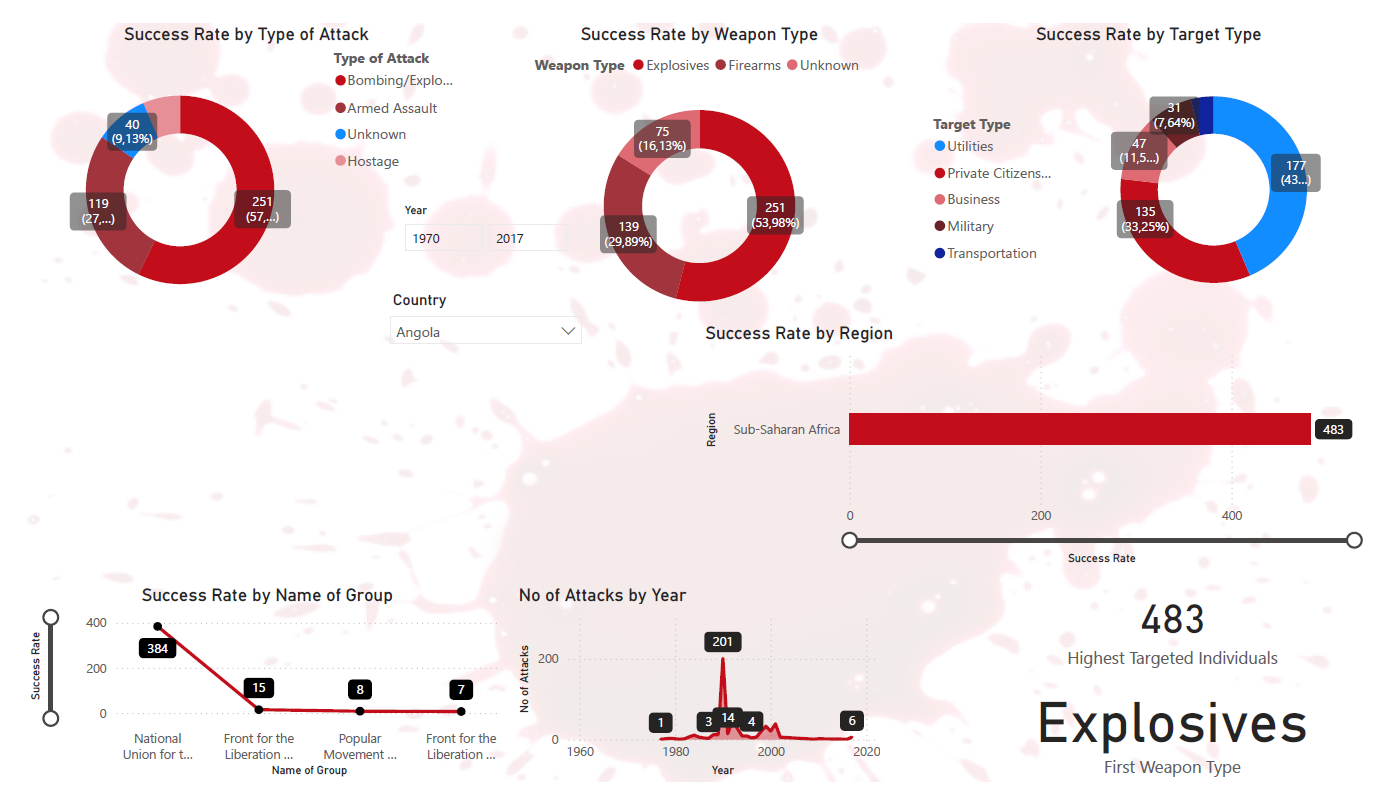 Success Rate by Type of Attack
Type of Attack
Bombing/Explo...
Armed Assault
Unknown
Hostage
40
(9,13%)
119
(27,...)
251
(57,...)
Year
1970
2017
Country
Angola
Success Rate by Weapon Type
Weapon Type Explosives Firearms Unknown
75
(16,13%)
139
(29,89%)
251
(53,98%)
Success Rate by Target Type
Target Type
Utilities
Private Citizens...
Business
Military
Transportation
31
(7,64%)
47
(11,5...)
135
(33,25%)
177
(43...)
Success Rate by Region
Region
Sub-Saharan Africa
483
0 200 400
Success Rate
Success Rate by Name of Group
Success Rate
400
200
0
384
15
8
7
National
Union for t...
Front for the
Liberation ...
Popular
Movement ...
Front for the
Liberation ...
Name of Group
No of Attacks by Year
No of Attacks
200
0
201
1
3
14
4
6
1960 1980 2000 2020
Year
483
Highest Targeted Individuals
Explosives
First Weapon Type